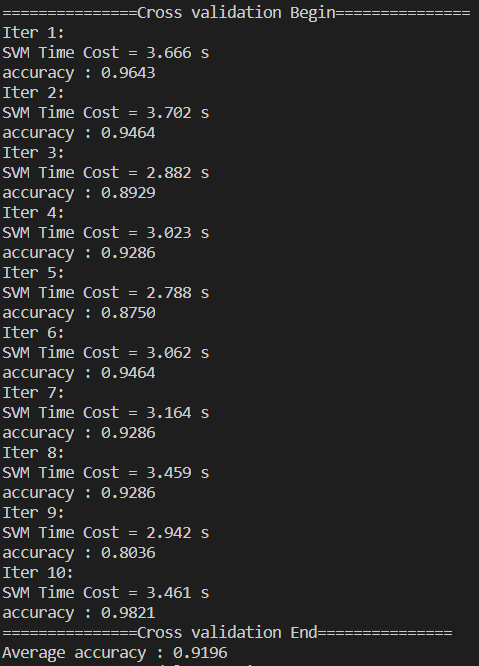 ===============Cross validation Begin===============
Iter 1:
SVM Time Cost = 3.666 s
accuracy : 0.9643
Iter 2:
SVM Time Cost = 3.702 s
accuracy : 0.9464
Iter 3:
SVM Time Cost = 2.882 s
accuracy : 0.8929
Iter 4:
SVM Time Cost = 3.023 s
accuracy : 0.9286
Iter 5:
SVM Time Cost = 2.788 s
accuracy : 0.8750
Iter 6:
SVM Time Cost = 3.062 s
accuracy : 0.9464
Iter 7:
SVM Time Cost = 3.164 s
accuracy : 0.9286
Iter 8:
SVM Time Cost = 3.459 s
accuracy : 0.9286
Iter 9:
SVM Time Cost = 2.942 s
accuracy : 0.8036
Iter 10:
SVM Time Cost = 3.461 s
accuracy : 0.9821
===============Cross validation End===============
Average accuracy : 0.9196